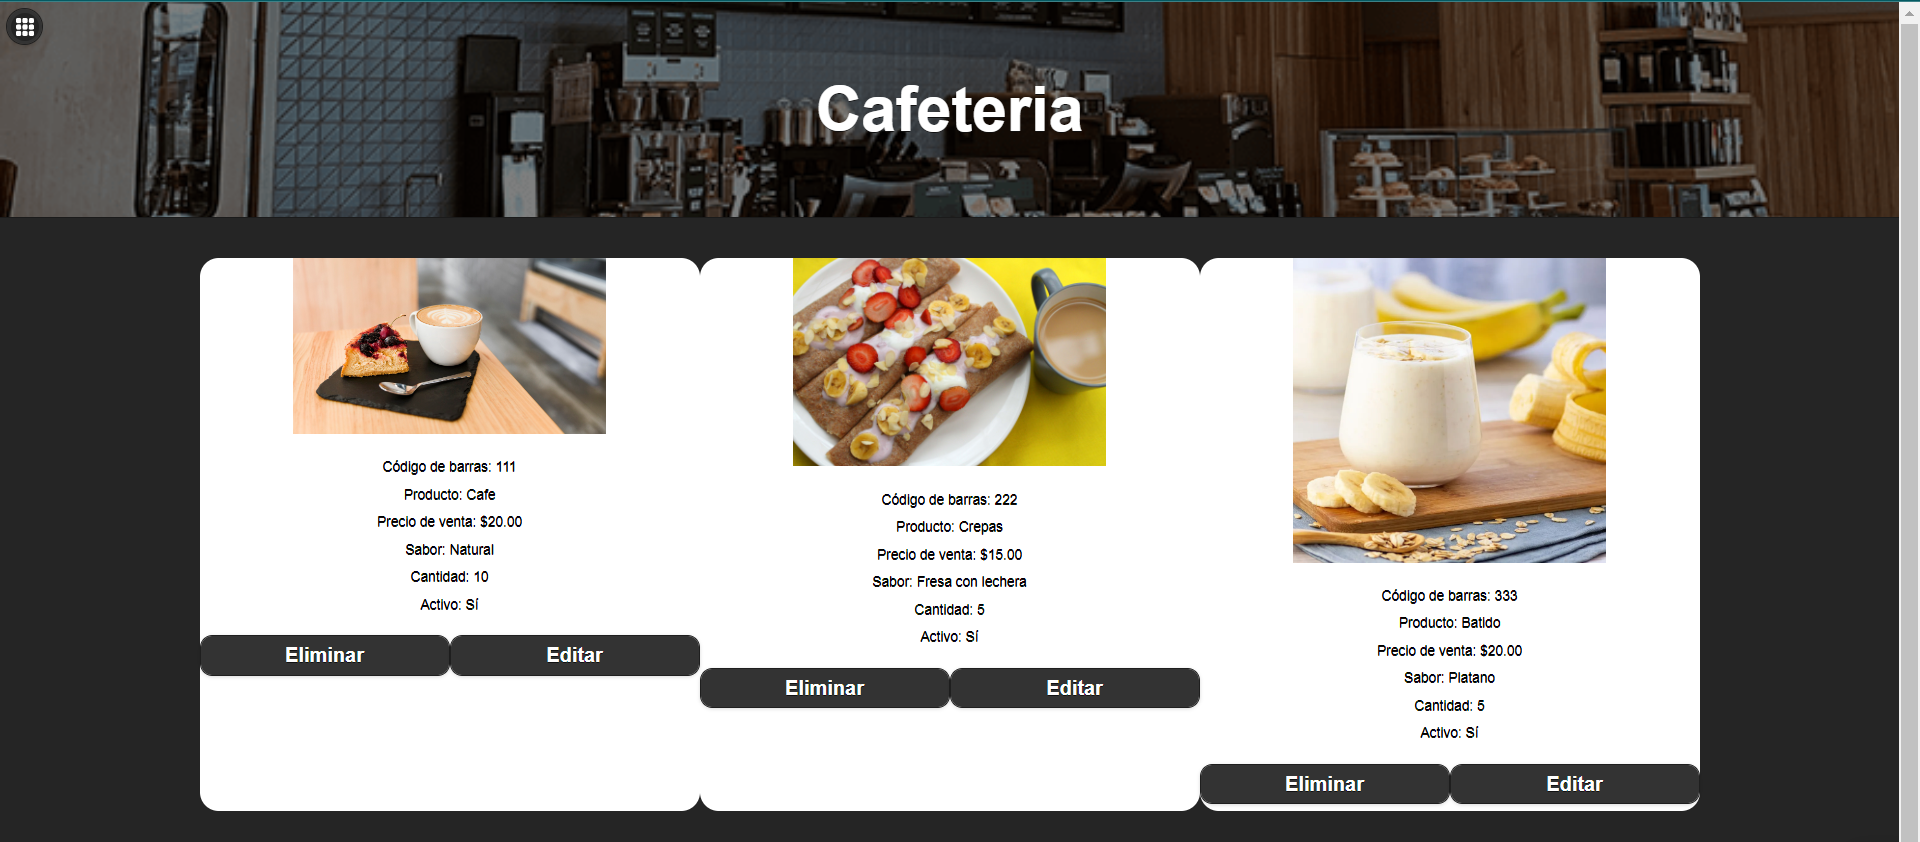 Cafeteria
Código de barras: 111
Producto: Cafe
Precio de venta: $20.00
Sabor: Natural
Cantidad: 10
Activo: Sí
Eliminar
Editar
Código de barras: 222
Producto: Crepas
Precio de venta: $15.00
Sabor: Fresa con lechera
Cantidad: 5
Activo: Sí
Eliminar
Editar
Código de barras: 333
Producto: Batido
Precio de venta: $20.00
Sabor: Platano
Cantidad: 5
Activo: Sí
Eliminar
Editar